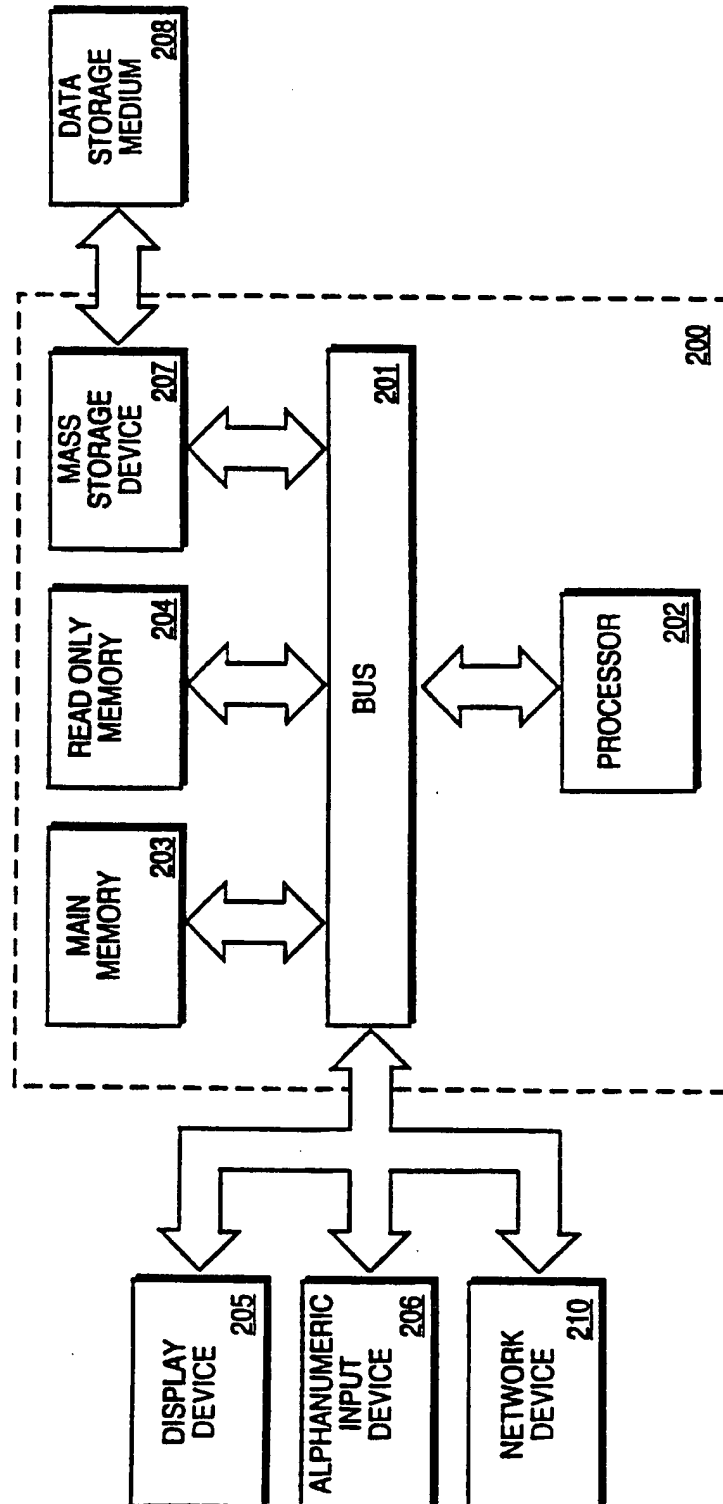 DATA
STORAGE
MEDIUM
208
MASS
STORAGE
DEVICE
207
READ ONLY
MEMORY
204
MAIN
MEMORY
203
BUS
201
PROCESSOR
202
200
DISPLAY
DEVICE
205
ALPHANUMERIC
INPUT
DEVICE
206
NETWORK
DEVICE
210